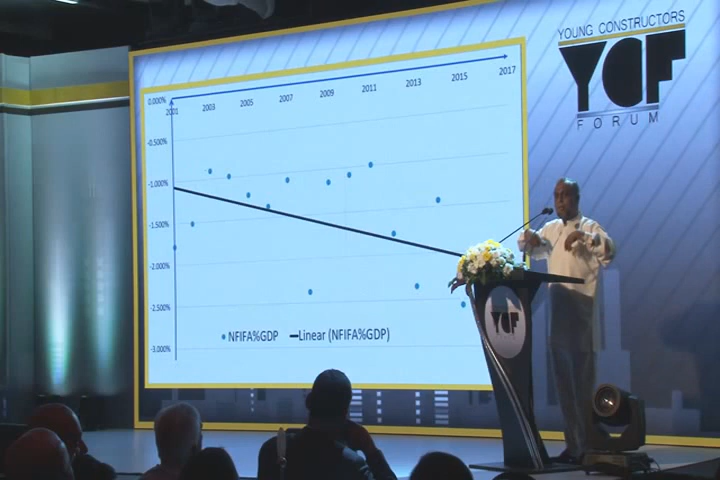 YOUNG CONSTRUCTORS
YCF
FORUM
2001 2003 2005 2007 2009 2011 2013 2015 2017
0.000%
-0.500%
-1.000%
-1.500%
-2.000%
-2.500%
-3.000%
NFIFA%GDP Linear (NFIFA%GDP)
YCF
FORUM